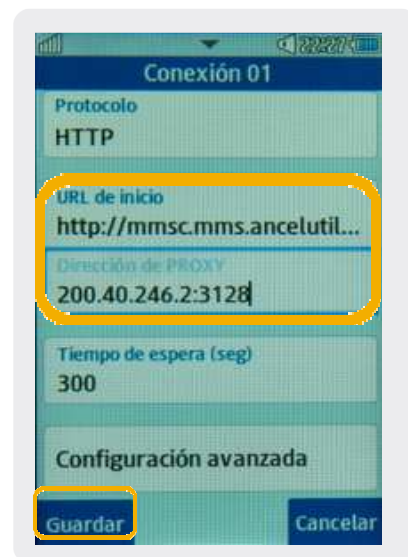 22:27
Conexión 01
Protocolo
HTTP
URL de inicio
http://mmsc.mms.ancelutil...
Dirección de PROXY
200.40.246.2:3128
Tiempo de espera (seg)
300
Configuración avanzada
Guardar
Cancelar